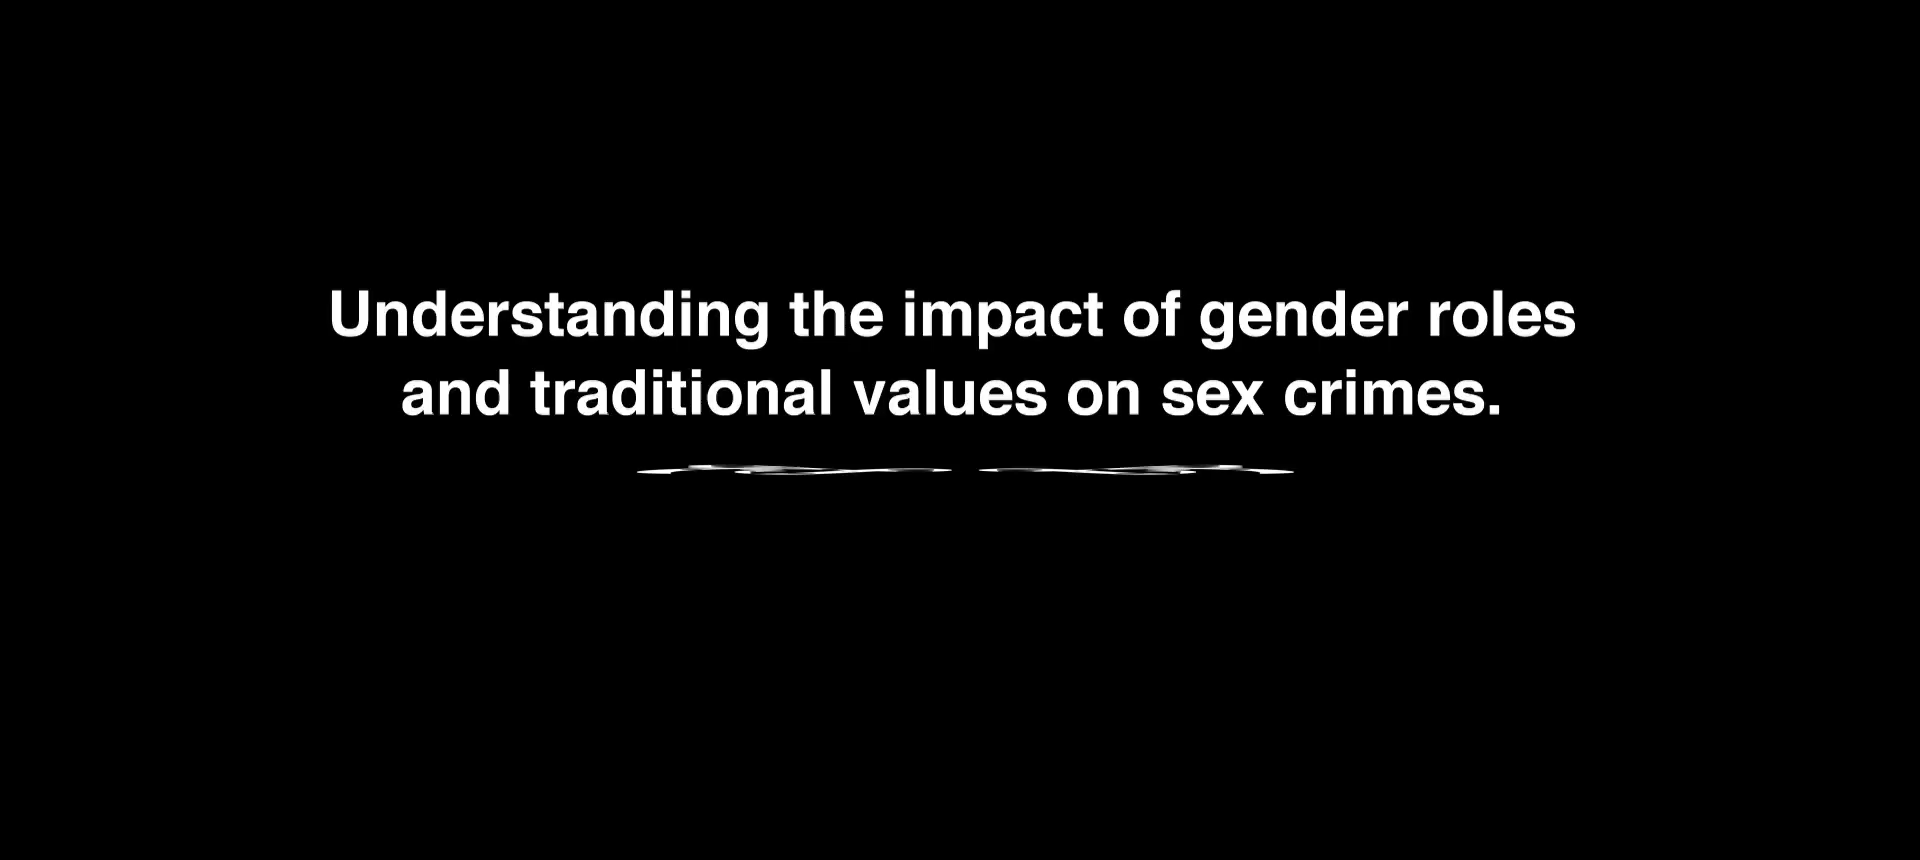 Understanding the impact of gender roles
and traditional values on sex crimes.